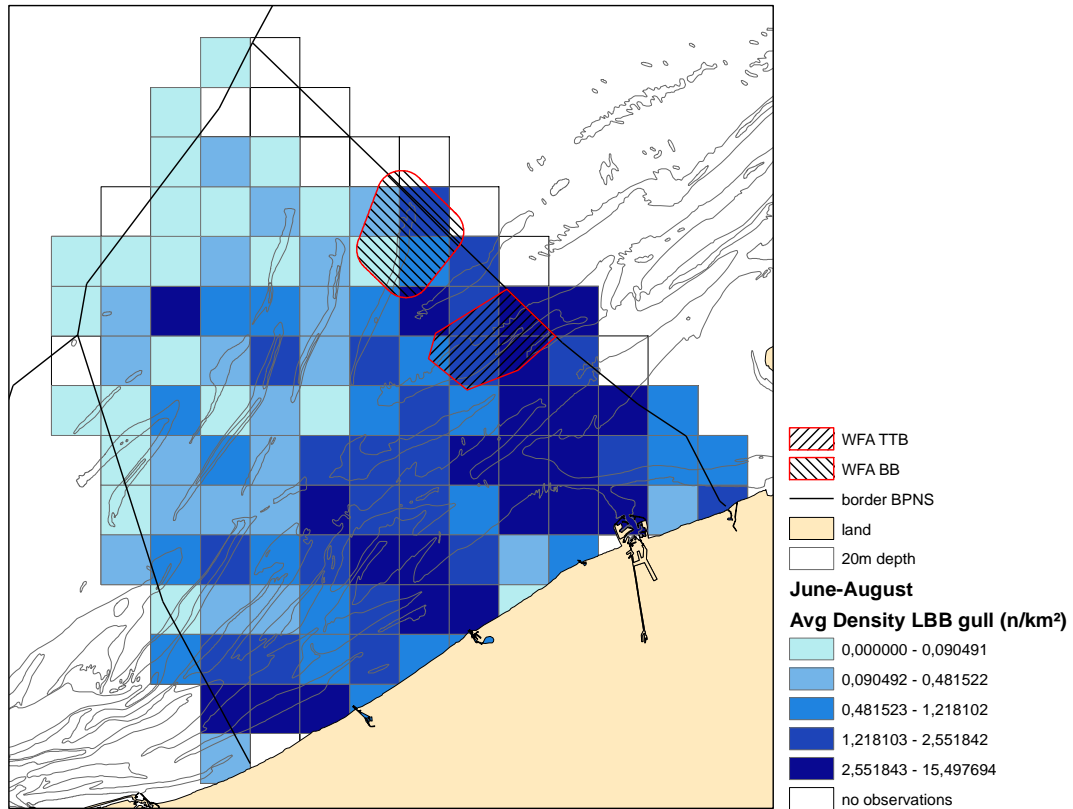 WFA TTB
WFA BB
border BPNS
land
20m depth
June-August
Avg Density LBB gull (n/km²)
0,000000 - 0,090491
0,090492 - 0,481522
0,481523 - 1,218102
1,218103 - 2,551842
2,551843 - 15,497694
no observations